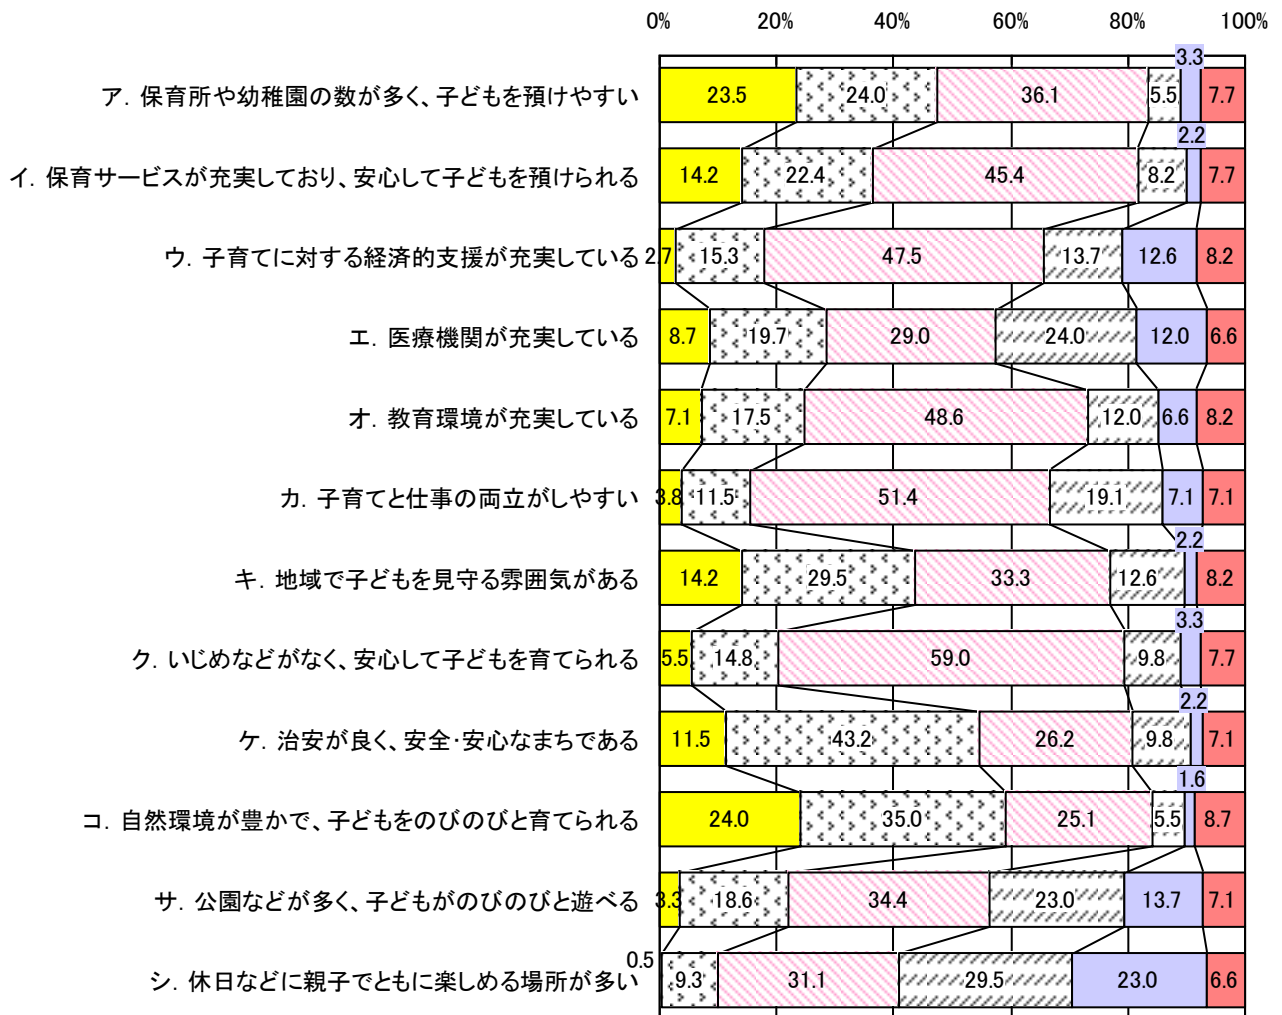 0% 20% 40% 60% 80% 100%
3.3
ア. 保育所や幼稚園の数が多く、子どもを預けやすい 23.5 24.0 36.1 5.5 7.7
2.2
イ. 保育サービスが充実しており、安心して子どもを預けられる 14.2 22.4 45.4 8.2 7.7
ウ. 子育てに対する経済的支援が充実している 2.7 15.3 47.5 13.7 12.6 8.2
エ. 医療機関が充実している 8.7 19.7 29.0 24.0 12.0 6.6
オ. 教育環境が充実している 7.1 17.5 48.6 12.0 6.6 8.2
カ. 子育てと仕事の両立がしやすい 3.8 11.5 51.4 19.1 7.1 7.1
2.2
キ. 地域で子どもを見守る雰囲気がある 14.2 29.5 33.3 12.6 8.2
3.3
ク. いじめなどがなく、安心して子どもを育てられる 5.5 14.8 59.0 9.8 7.7
2.2
ケ. 治安が良く、安全・安心なまちである 11.5 43.2 26.2 9.8 7.1
1.6
コ. 自然環境が豊かで、子どもをのびのびと育てられる 24.0 35.0 25.1 5.5 8.7
サ. 公園などが多く、子どもがのびのびと遊べる 3.3 18.6 34.4 23.0 13.7 7.1
0.5
シ. 休日などに親子でともに楽しめる場所が多い 9.3 31.1 29.5 23.0 6.6